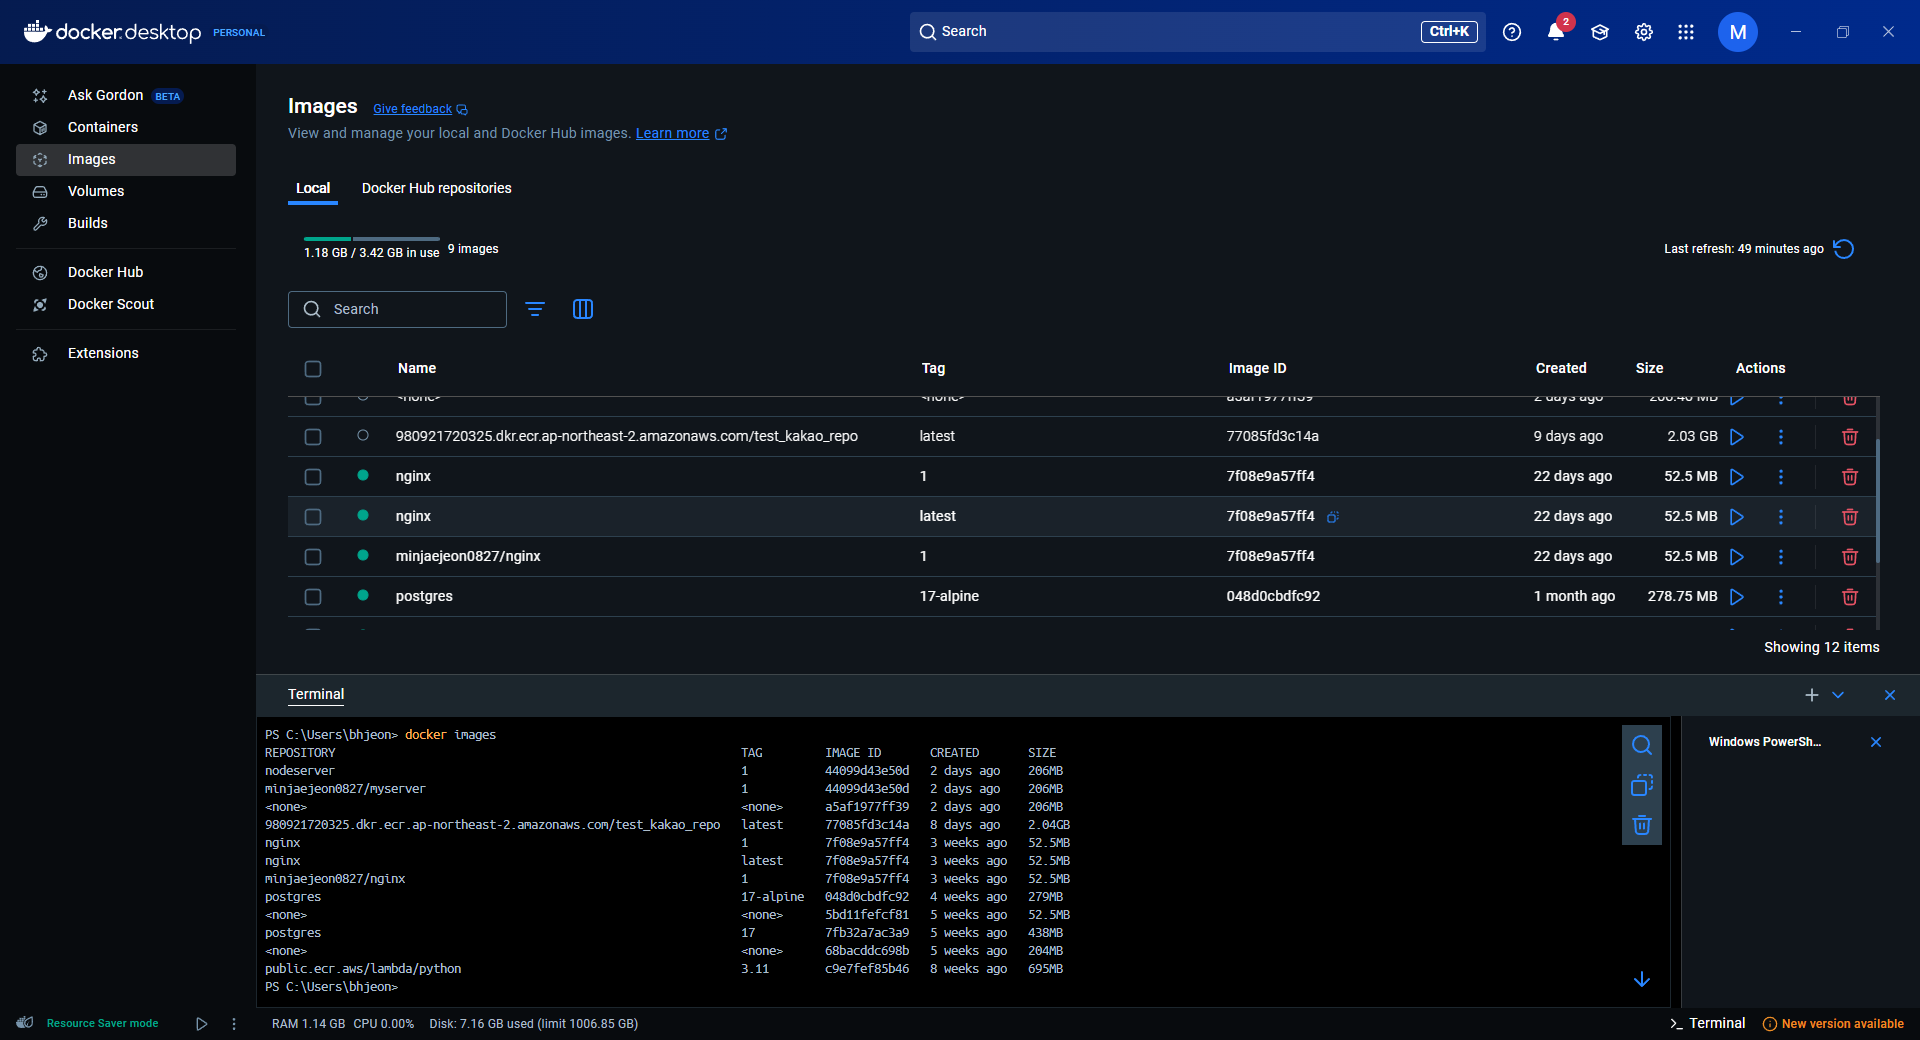 docker.desktop PERSONAL
Search Ctrl+K
2
M
Ask Gordon BETA
Containers
Images
Volumes
Builds
Docker Hub
Docker Scout
Extensions
Images Give feedback
View and manage your local and Docker Hub images. Learn more
Local Docker Hub repositories
1.18 GB / 3.42 GB in use 9 images
Last refresh: 49 minutes ago
Search
Name Tag Image ID Created Size Actions
<none> <none> a5af1977ff39 2 days ago 206.46 MB
980921720325.dkr.ecr.ap-northeast-2.amazonaws.com/test_kakao_repo latest 77085fd3c14a 9 days ago 2.03 GB
nginx 1 7f08e9a57ff4 22 days ago 52.5 MB
nginx latest 7f08e9a57ff4 22 days ago 52.5 MB
minjaejeon0827/nginx 1 7f08e9a57ff4 22 days ago 52.5 MB
postgres 17-alpine 048d0cbdfc92 1 month ago 278.75 MB
Showing 12 items
Terminal
PS C:\Users\bhjeon> docker images
REPOSITORY TAG IMAGE ID CREATED SIZE
nodeserver 1 44099d43e50d 2 days ago 206MB
minjaejeon0827/myserver 1 44099d43e50d 2 days ago 206MB
<none> <none> a5af1977ff39 2 days ago 206MB
980921720325.dkr.ecr.ap-northeast-2.amazonaws.com/test_kakao_repo latest 77085fd3c14a 8 days ago 2.04GB
nginx 1 7f08e9a57ff4 3 weeks ago 52.5MB
nginx latest 7f08e9a57ff4 3 weeks ago 52.5MB
minjaejeon0827/nginx 1 7f08e9a57ff4 3 weeks ago 52.5MB
postgres 17-alpine 048d0cbdfc92 4 weeks ago 279MB
<none> <none> 5bd11fefcf81 5 weeks ago 52.5MB
postgres 17 7fb32a7ac3a9 5 weeks ago 438MB
<none> <none> 68bacddc698b 5 weeks ago 204MB
public.ecr.aws/lambda/python 3.11 c9e7fef85b46 8 weeks ago 695MB
PS C:\Users\bhjeon>
Windows PowerSh...
Resource Saver mode
RAM 1.14 GB CPU 0.00% Disk: 7.16 GB used (limit 1006.85 GB)
>_ Terminal New version available